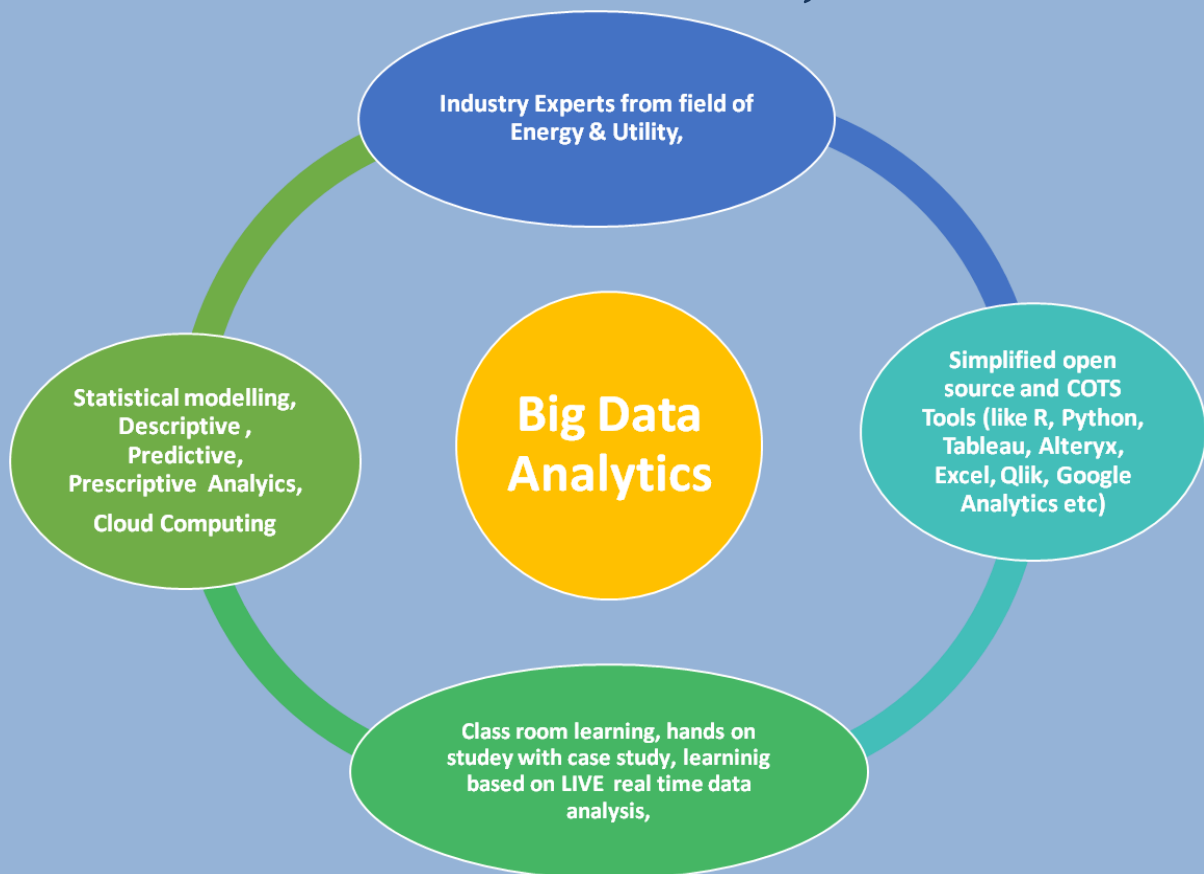 Industry Experts from field of
Energy & Utility,
Simplified open
source and COTS
Tools (like R, Python,
Tableau, Alteryx,
Excel, Qlik, Google
Analytics etc)
Big Data
Analytics
Statistical modelling,
Descriptive ,
Predictive,
Prescriptive Analyics,
Cloud Computing
Class room learning, hands on
studey with case study, learninig
based on LIVE real time data
analysis,